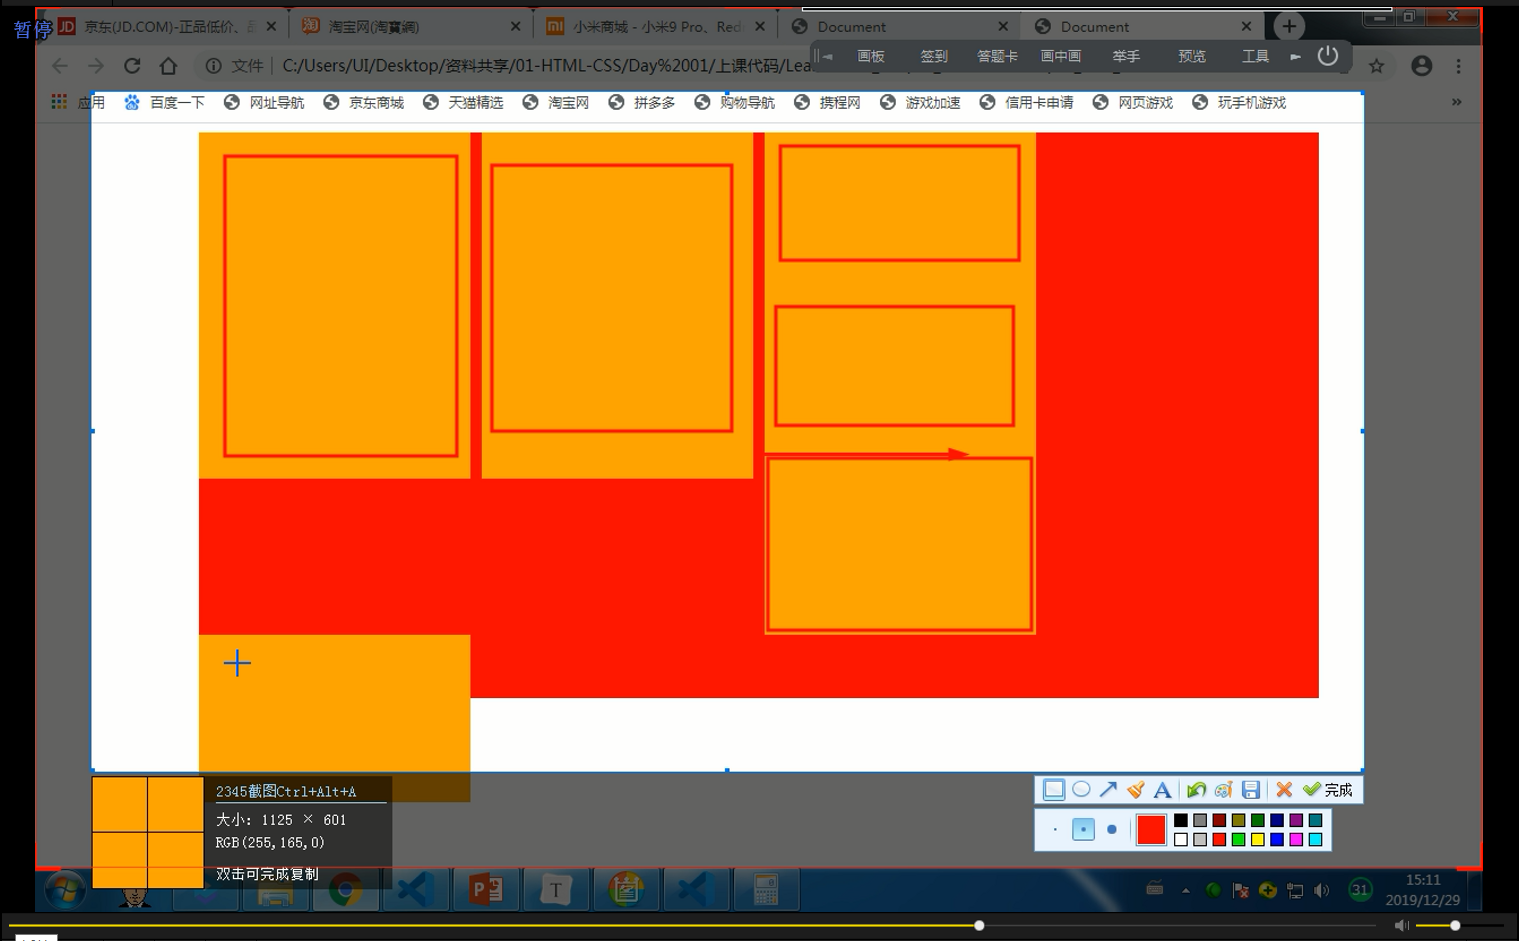 暂停
京东(JD.COM)-正品低价、品
淘宝网(淘寶網)
小米商城 - 小米9 Pro、Red
Document
Document
画板 签到 答题卡 画中画 举手 预览 工具
文件 C:/Users/UI/Desktop/资料共享/01-HTML-CSS/Day%2001/上课代码/Lea
应用 百度一下 网址导航 京东商城 天猫精选 淘宝网 拼多多 购物导航 携程网 游戏加速 信用卡申请 网页游戏 玩手机游戏 »
2345截图Ctrl+Alt+A
大小: 1125 × 601
RGB(255,165,0)
双击可完成复制
完成
31
15:11
2019/12/29